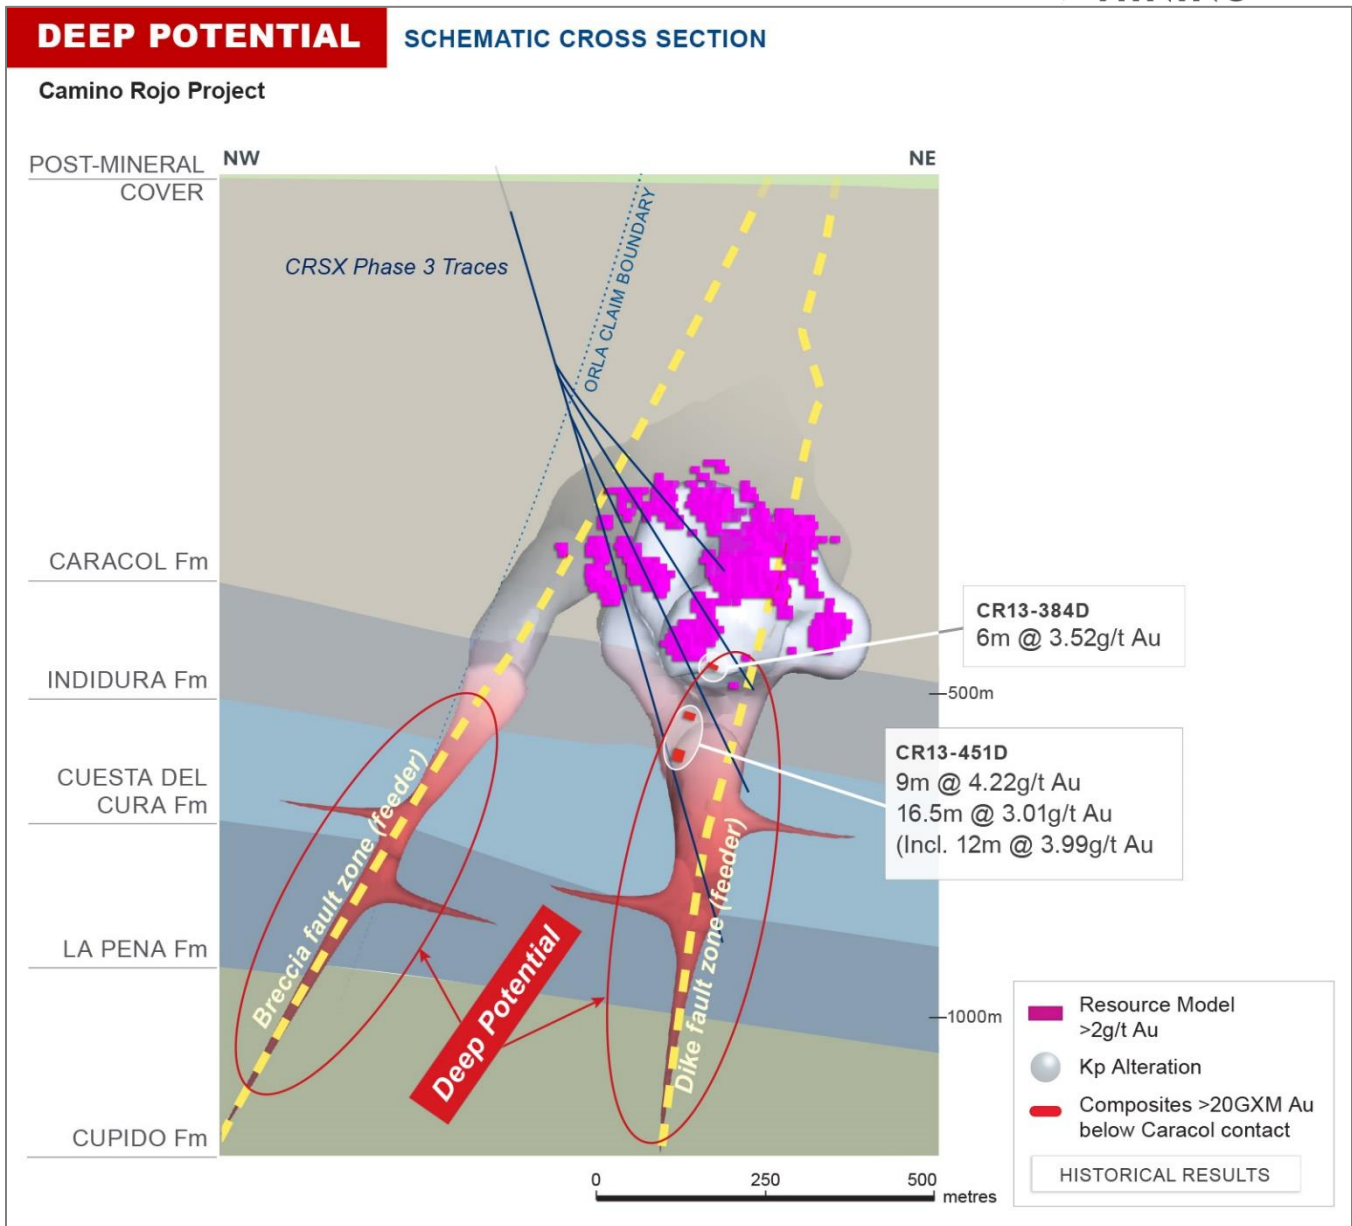 DEEP POTENTIAL SCHEMATIC CROSS SECTION
Camino Rojo Project
POST-MINERAL
COVER
NW
NE
CRSX Phase 3 Traces
ORLA CLAIM BOUNDARY
CARACOL Fm
INDIDURA Fm
CUESTA DEL
CURA Fm
LA PENA Fm
CUPIDO Fm
CR13-384D
6m @ 3.52g/t Au
500m
CR13-451D
9m @ 4.22g/t Au
16.5m @ 3.01g/t Au
(Incl. 12m @ 3.99g/t Au
Breccia fault zone (feeder)
Deep Potential
Dike fault zone (feeder)
1000m
Resource Model
>2g/t Au
Kp Alteration
Composites >20GXM Au
below Caracol contact
HISTORICAL RESULTS
0 250 500
metres